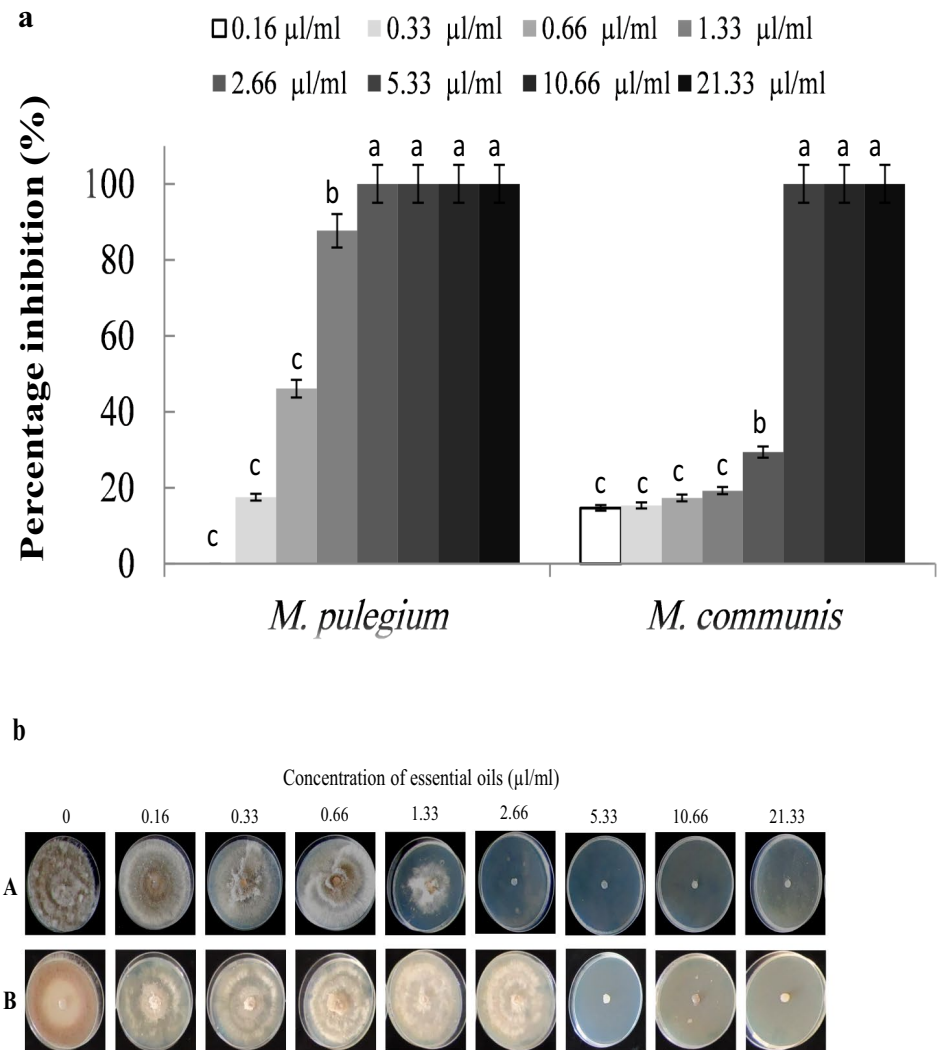 a
0.16 µl/ml 0.33 µl/ml 0.66 µl/ml 1.33 µl/ml
2.66 µl/ml 5.33 µl/ml 10.66 µl/ml 21.33 µl/ml
Percentage inhibition (%)
100
80
60
40
20
0
c c c b a a a a
c c c c b a a a
M. pulegium M. communis
b
Concentration of essential oils (µl/ml)
0 0.16 0.33 0.66 1.33 2.66 5.33 10.66 21.33
A
B